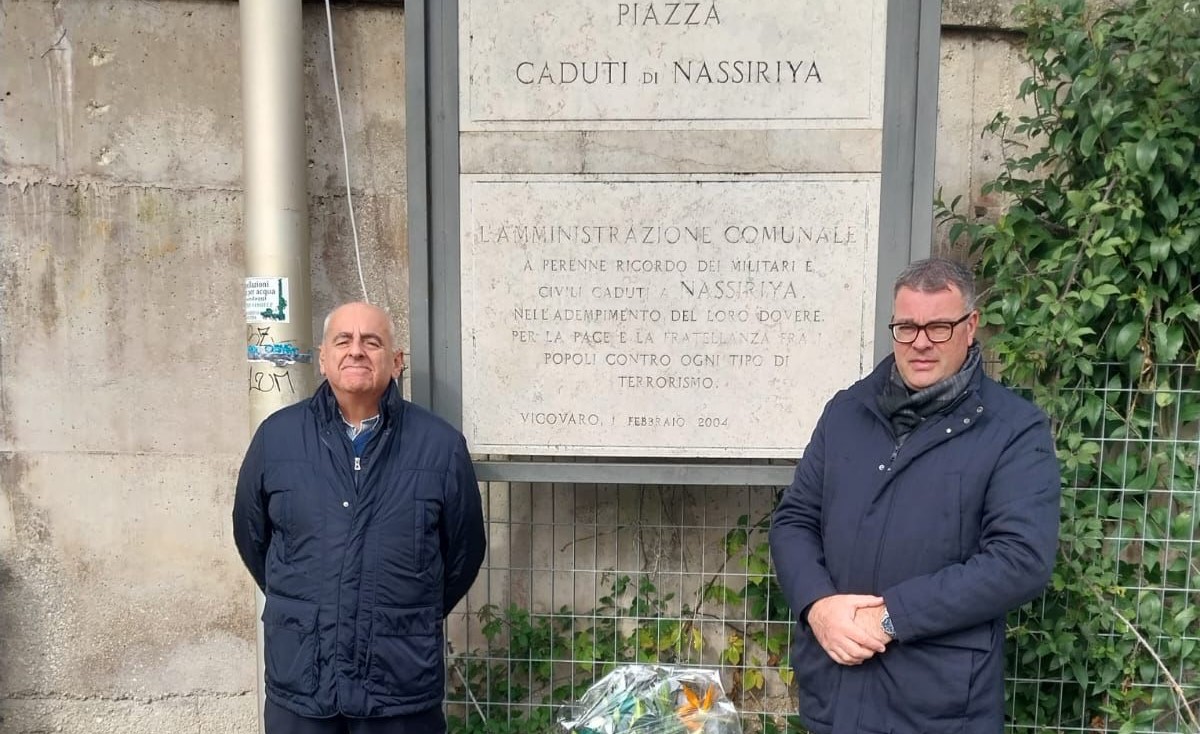 PIAZZA
CADUTI DI NASSIRIYA
L'AMMINISTRAZIONE COMUNALE
A PERENNE RICORDO DEI MILITARI E
CIVILI CADUTI A NASSIRIYA
NELL'ADEMPIMENTO DEL LORO DOVERE.
PER LA PACE E LA FRATELLANZA FRA I
POPOLI CONTRO OGNI TIPO DI
TERRORISMO.
VICOVARO, 1 FEBBRAIO 2004